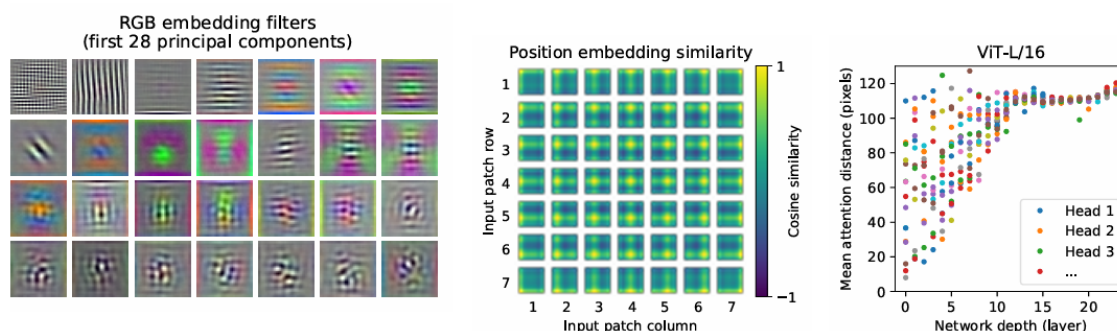 RGB embedding filters
(first 28 principal components)
Position embedding similarity
Input patch row
1
2
3
4
5
6
7
1 2 3 4 5 6 7
Input patch column
1
−1
Cosine similarity
ViT-L/16
Mean attention distance (pixels)
120
100
80
60
40
20
0
Head 1
Head 2
Head 3
...
0 5 10 15 20
Network depth (layer)